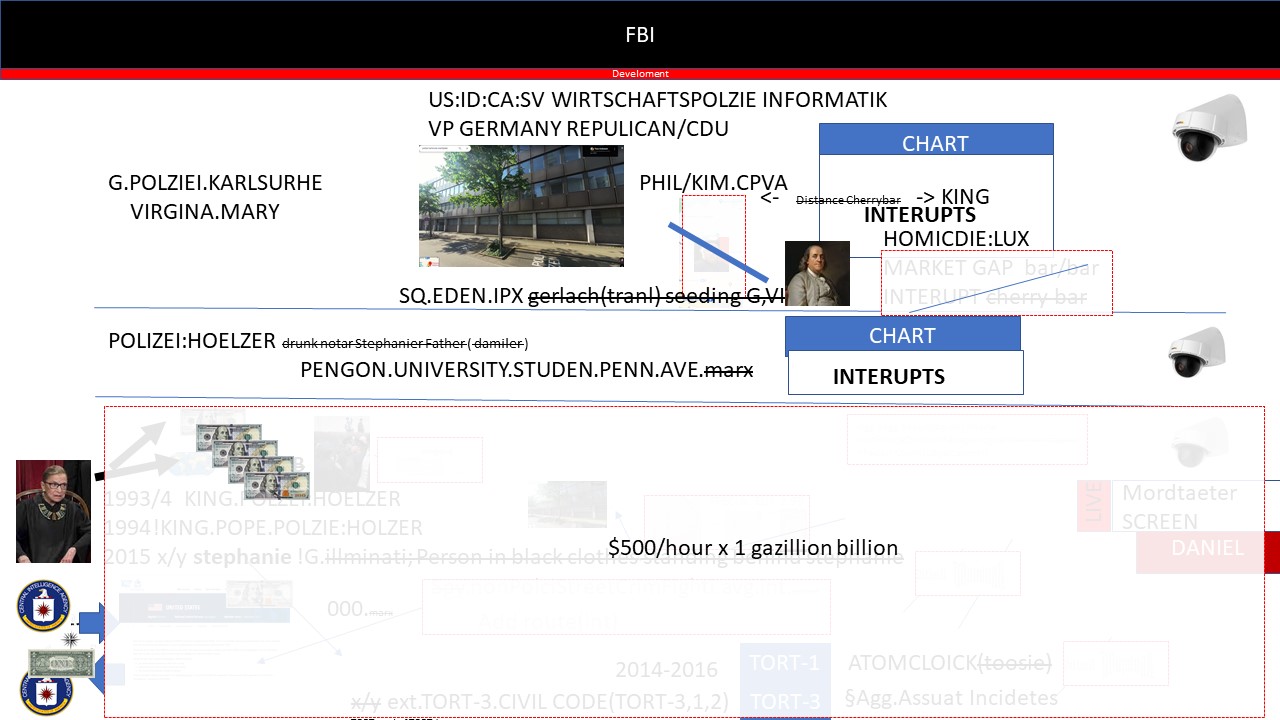 FBI
Develoment
US:ID:CA:SV WIRTSCHAFTSPOLZIE INFORMATIK
VP GERMANY REPULICAN/CDU
CHART
G.POLZIEI.KARLSURHE
PHIL/KIM.CPVA
VIRGINA.MARY
<- Distance Cherrybar -> KING
INTERUPTS
HOMICDIE:LUX
MARKET GAP bar/bar
SQ.EDEN.IPX gerlach(tranl) seeding G,VI
INTERUPT cherry bar
POLIZEI:HOELZER drunk notar Stephanier Father ( damiler )
CHART
PENGON.UNIVERSITY.STUDEN.PENN.AVE.marx
INTERUPTS
1993/4 KING.POLZEI.HOELZER
LIVE
Mordtaeter
SCREEN
1994!KING.POPE.POLZIE:HOLZER
2015 x/y stephanie !G.illminati; Person in black clothes standing behind stephanie
$500/hour x 1 gazillion billion
DANIEL
000.marx
2014-2016
TORT-1
ATOMCLOICK(toosie)
x/y ext.TORT-3.CIVIL CODE(TORT-3,1,2)
TORT-3
§Agg.Assuat Incidetes